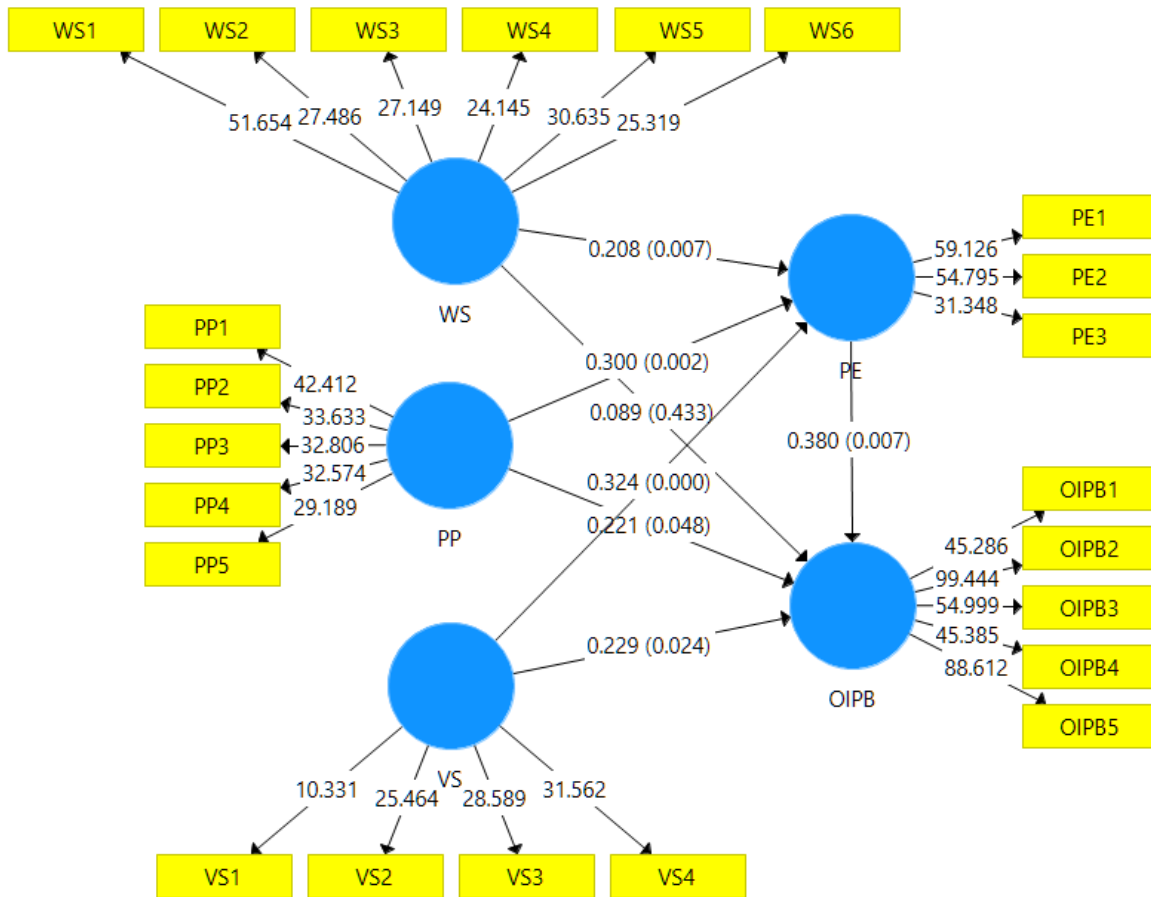 WS1 WS2 WS3 WS4 WS5 WS6
51.654 27.486 27.149 24.145 30.635 25.319
WS
0.208 (0.007)
PE1
PE2
PE3
59.126
54.795
31.348
PE
PP1
PP2
PP3
PP4
PP5
42.412
33.633
32.806
32.574
29.189
PP
0.300 (0.002)
0.089 (0.433)
0.380 (0.007)
0.324 (0.000)
0.221 (0.048)
0.229 (0.024)
OIPB1
OIPB2
OIPB3
OIPB4
OIPB5
45.286
99.444
54.999
45.385
88.612
OIPB
VS
10.331 25.464 28.589 31.562
VS1 VS2 VS3 VS4